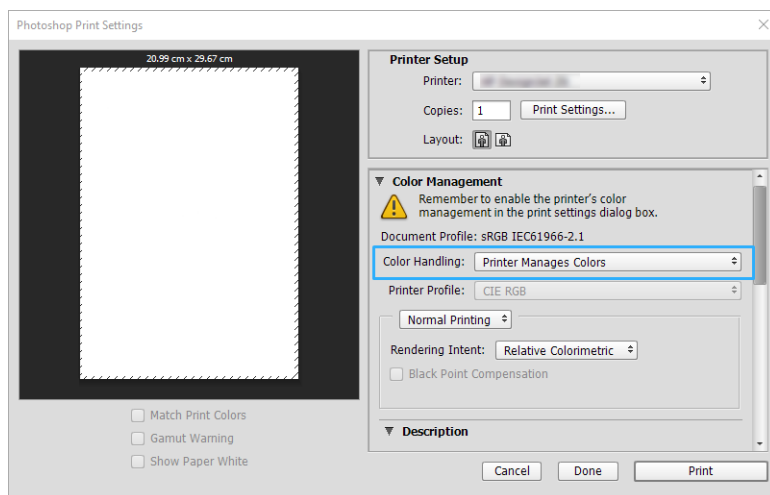 Photoshop Print Settings
20.99 cm x 29.67 cm
Match Print Colors
Gamut Warning
Show Paper White
Printer Setup
Printer:
Copies: 1 Print Settings...
Layout:
Color Management
Remember to enable the printer's color
management in the print settings dialog box.
Document Profile: sRGB IEC61966-2.1
Color Handling: Printer Manages Colors
Printer Profile: CIE RGB
Normal Printing
Rendering Intent: Relative Colorimetric
Black Point Compensation
Description
Cancel Done Print